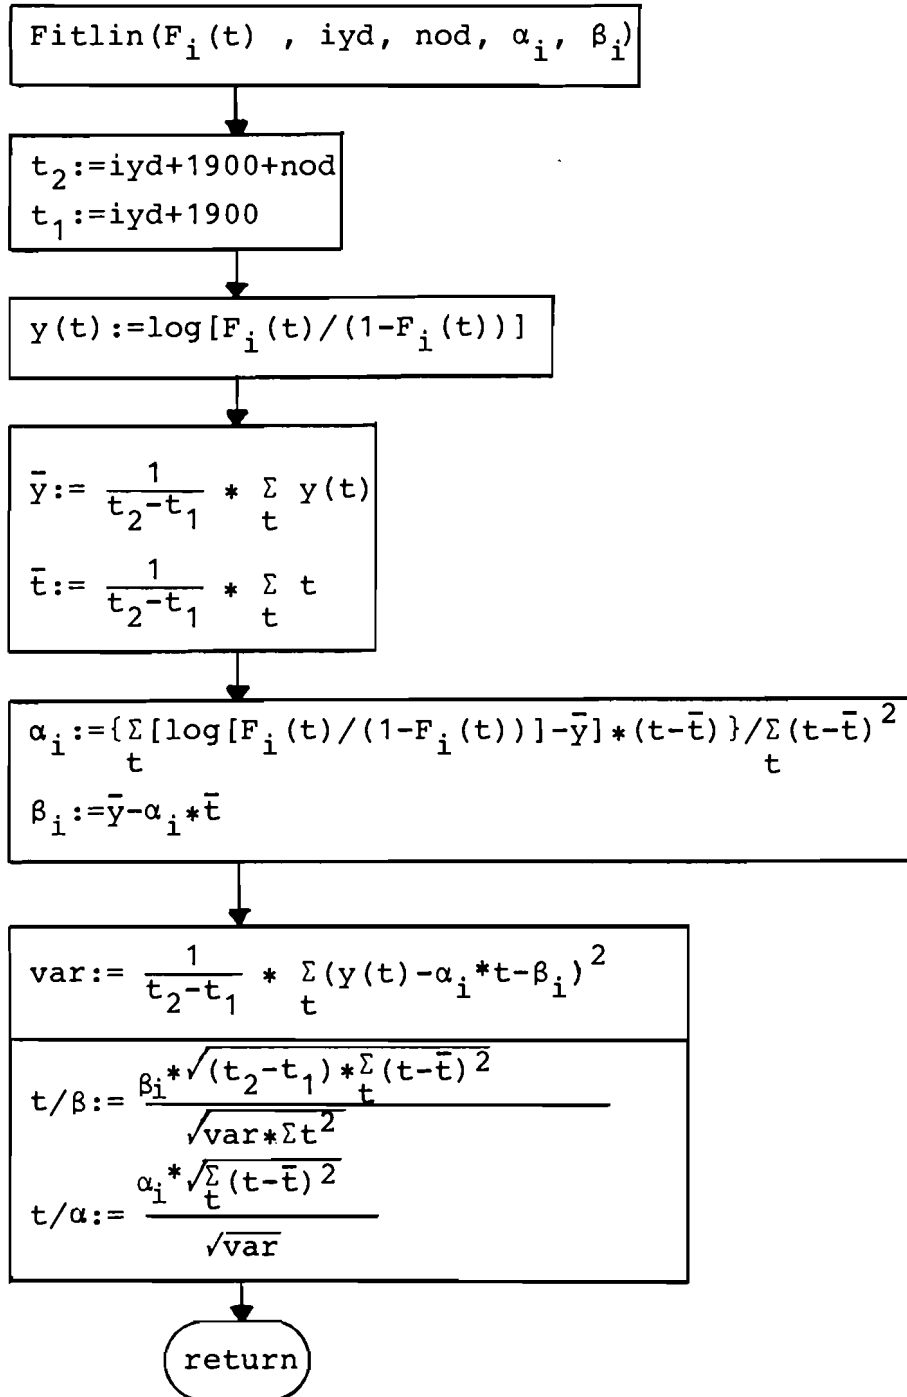 Fitlin(F_i(t) , iyd, nod, α_i, β_i)
t_2:=iyd+1900+nod
t_1:=iyd+1900
y(t):=log[F_i(t)/(1-F_i(t))]
ȳ:= 1/(t_2-t_1) * Σ_t y(t)
t̄:= 1/(t_2-t_1) * Σ_t t
α_i:={Σ_t[log[F_i(t)/(1-F_i(t))]-ȳ]*(t-t̄)}/Σ_t(t-t̄)^2
β_i:=ȳ-α_i*t̄
var:= 1/(t_2-t_1) * Σ_t(y(t)-α_i*t-β_i)^2
t/β:= β_i*√((t_2-t_1)*Σ_t(t-t̄)^2) / √(var*Σt^2)
t/α:= α_i*√(Σ_t(t-t̄)^2) / √var
return